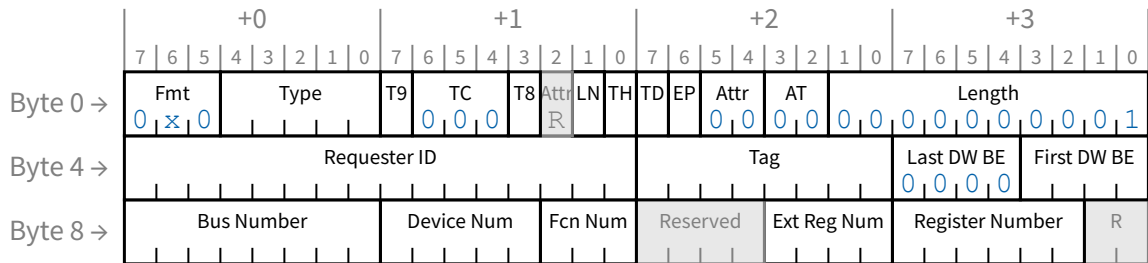 +0 +1 +2 +3
7 6 5 4 3 2 1 0 7 6 5 4 3 2 1 0 7 6 5 4 3 2 1 0 7 6 5 4 3 2 1 0
Byte 0 → Fmt Type T9 TC T8 Attr LN TH TD EP Attr AT Length
0 x 0 0 0 0 R 0 0 0 0 0 0 0 0 0 0 0 0 0 1
Byte 4 → Requester ID Tag Last DW BE First DW BE
0 0 0 0
Byte 8 → Bus Number Device Num Fcn Num Reserved Ext Reg Num Register Number R